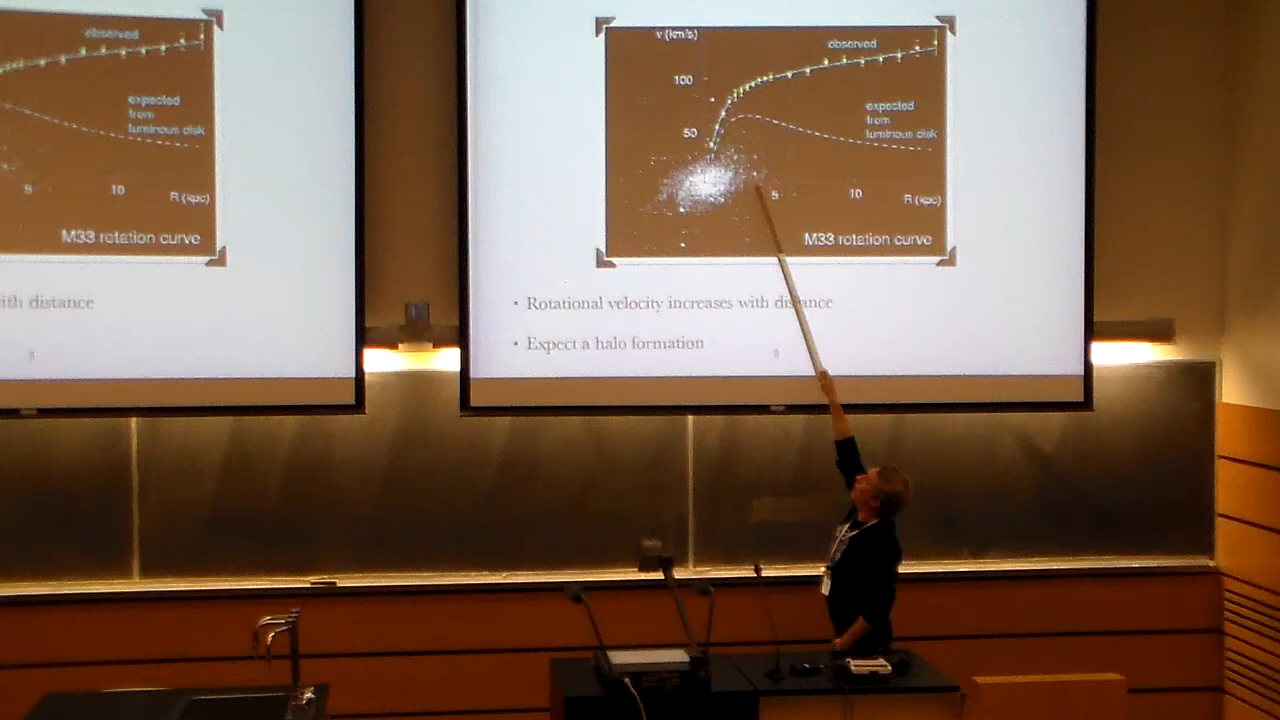 observed
expected
from
luminous disk
5
10
R (kpc)
M33 rotation curve
ith distance
v (km/s)
observed
100
expected
from
luminous disk
50
5
10
R (kpc)
M33 rotation curve
• Rotational velocity increases with distance
• Expect a halo formation